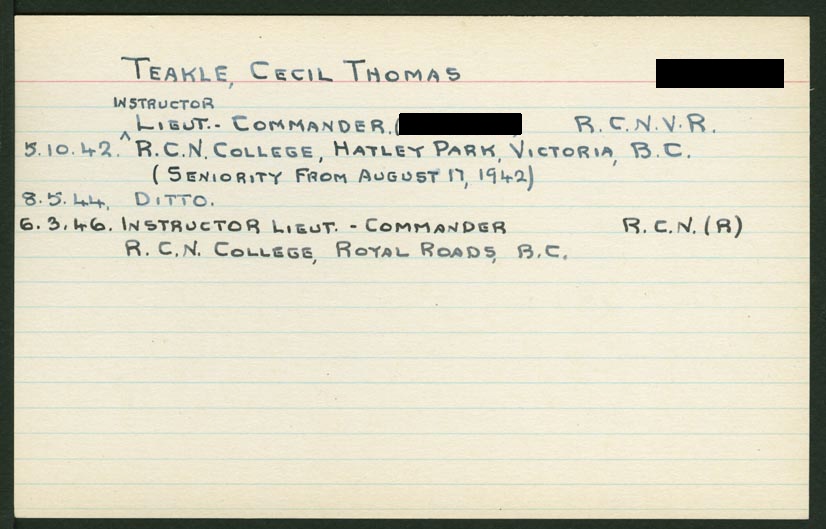 TEAKLE, CECIL THOMAS
INSTRUCTOR
LIEUT.- COMMANDER. ( R.C.N.V.R.
5.10.42. ^ R.C.N. COLLEGE, HATLEY PARK, VICTORIA, B.C.
(SENIORITY FROM AUGUST 17, 1942)
8.5.44. DITTO.
6.3.46. INSTRUCTOR LIEUT. - COMMANDER R.C.N.(R)
R.C.N. COLLEGE, ROYAL ROADS, B.C.